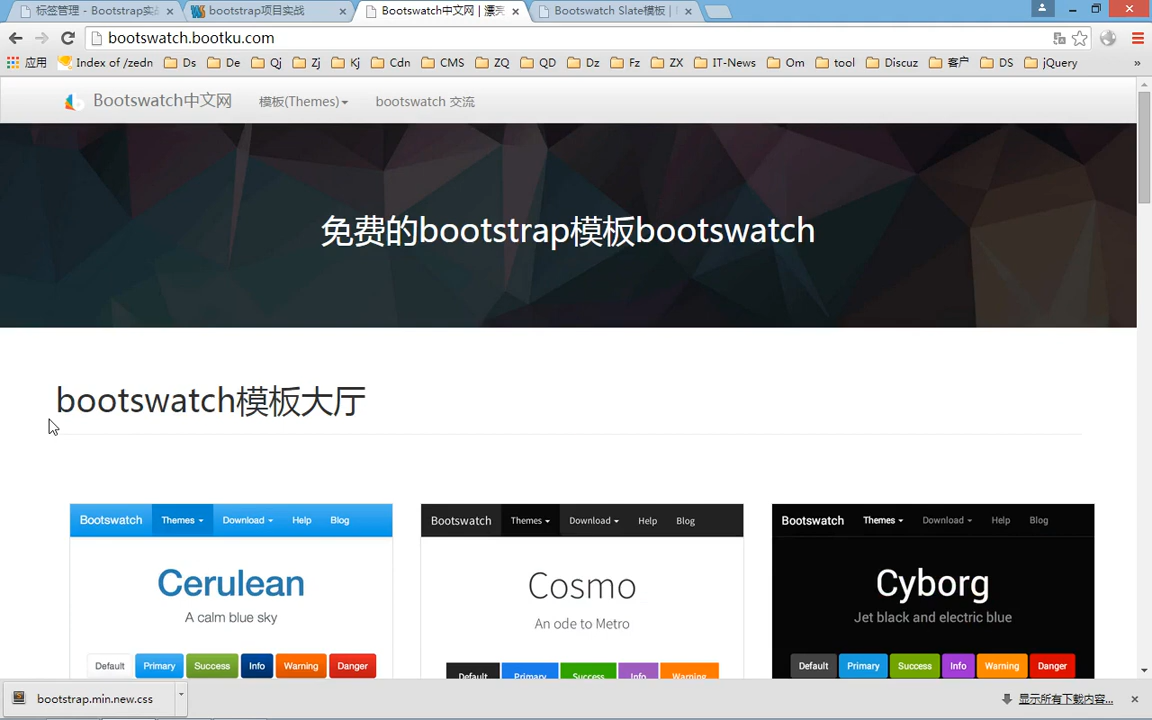 标签管理 - Bootstrap实战
bootstrap项目实战
Bootswatch中文网 | 漂亮
Bootswatch Slate模板 |
bootswatch.bootku.com
应用 Index of /zedn Ds De Qj Zj Kj Cdn CMS ZQ QD Dz Fz ZX IT-News Om tool Discuz 客户 DS jQuery »
Bootswatch中文网 模板(Themes) bootswatch 交流
免费的bootstrap模板bootswatch
bootswatch模板大厅
Bootswatch Themes Download Help Blog
Cerulean
A calm blue sky
Default Primary Success Info Warning Danger
Bootswatch Themes Download Help Blog
Cosmo
An ode to Metro
Default Primary Success Info Warning
Bootswatch Themes Download Help Blog
Cyborg
Jet black and electric blue
Default Primary Success Info Warning Danger
bootstrap.min.new.css
显示所有下载内容...